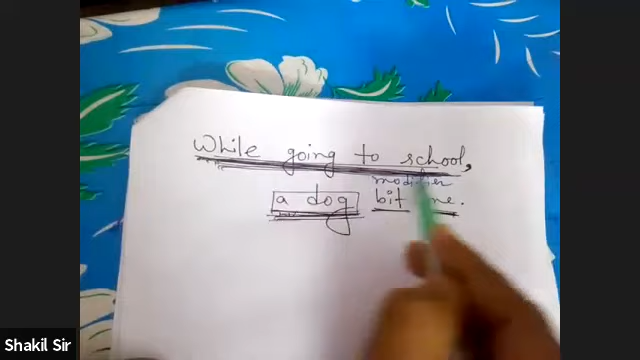 While going to school,
modifier
a dog bit me.
Shakil Sir